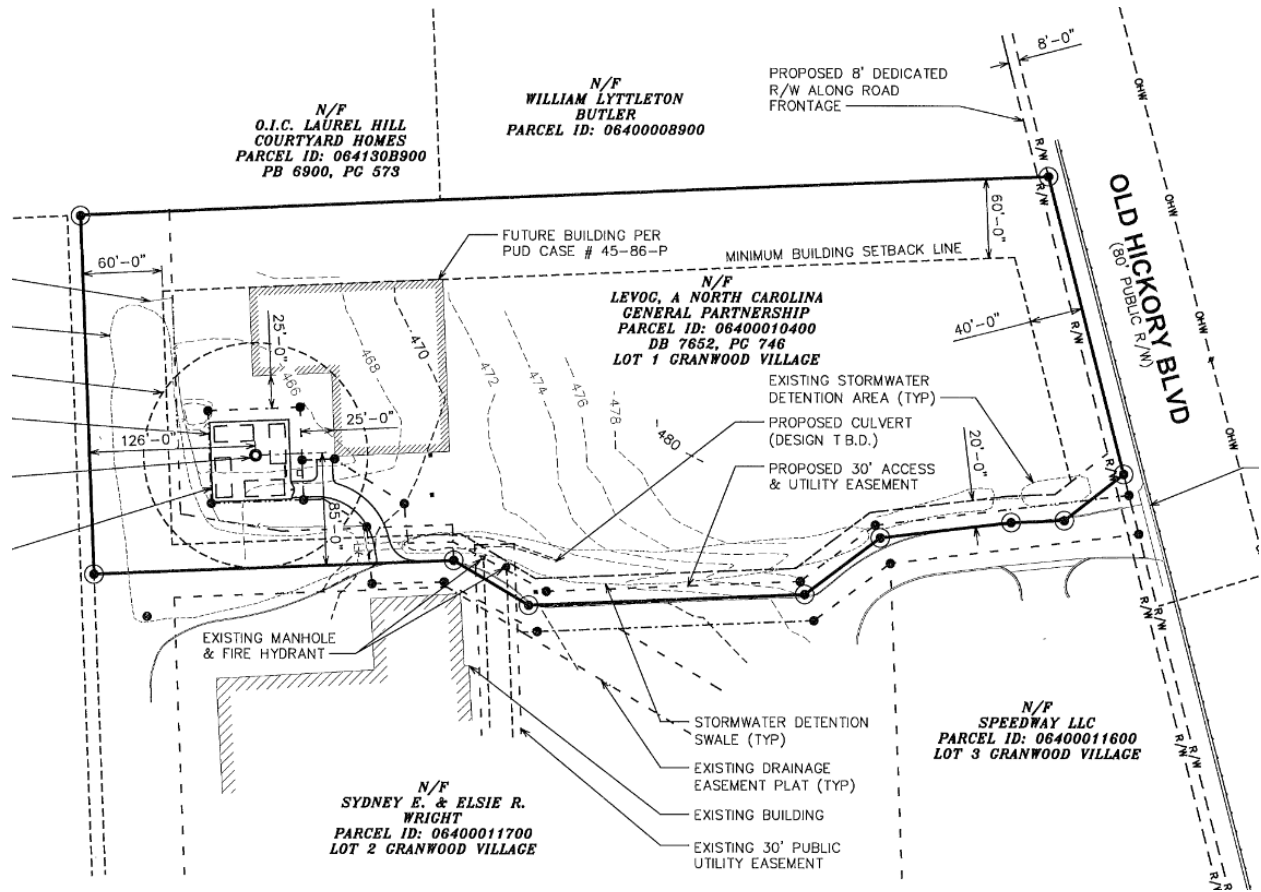 8'-0"
PROPOSED 8' DEDICATED
R/W ALONG ROAD
FRONTAGE
N/F
WILLIAM LYTTLETON
BUTLER
PARCEL ID: 06400008900
N/F
O.I.C. LAUREL HILL
COURTYARD HOMES
PARCEL ID: 064130B900
PB 6900, PG 573
OHW
OHW
OHW
OHW
OHW
R/W
R/W
R/W
R/W
R/W
OLD HICKORY BLVD
(80' PUBLIC R/W)
60'-0"
FUTURE BUILDING PER
PUD CASE # 45-86-P
MINIMUM BUILDING SETBACK LINE
60'-0"
N/F
LEVOG, A NORTH CAROLINA
GENERAL PARTNERSHIP
PARCEL ID: 06400010400
DB 7652, PG 746
LOT 1 GRANWOOD VILLAGE
40'-0"
25'-0"
466
468
470
472
474
476
478
480
EXISTING STORMWATER
DETENTION AREA (TYP)
PROPOSED CULVERT
(DESIGN T.B.D.)
PROPOSED 30' ACCESS
& UTILITY EASEMENT
20'-0"
25'-0"
126'-0"
85'-0"
EXISTING MANHOLE
& FIRE HYDRANT
STORMWATER DETENTION
SWALE (TYP)
EXISTING DRAINAGE
EASEMENT PLAT (TYP)
EXISTING BUILDING
EXISTING 30' PUBLIC
UTILITY EASEMENT
N/F
SPEEDWAY LLC
PARCEL ID: 06400011600
LOT 3 GRANWOOD VILLAGE
N/F
SYDNEY E. & ELSIE R.
WRIGHT
PARCEL ID: 06400011700
LOT 2 GRANWOOD VILLAGE
R/W
R/W
R/W
R/W
R/W
R/W
R/W